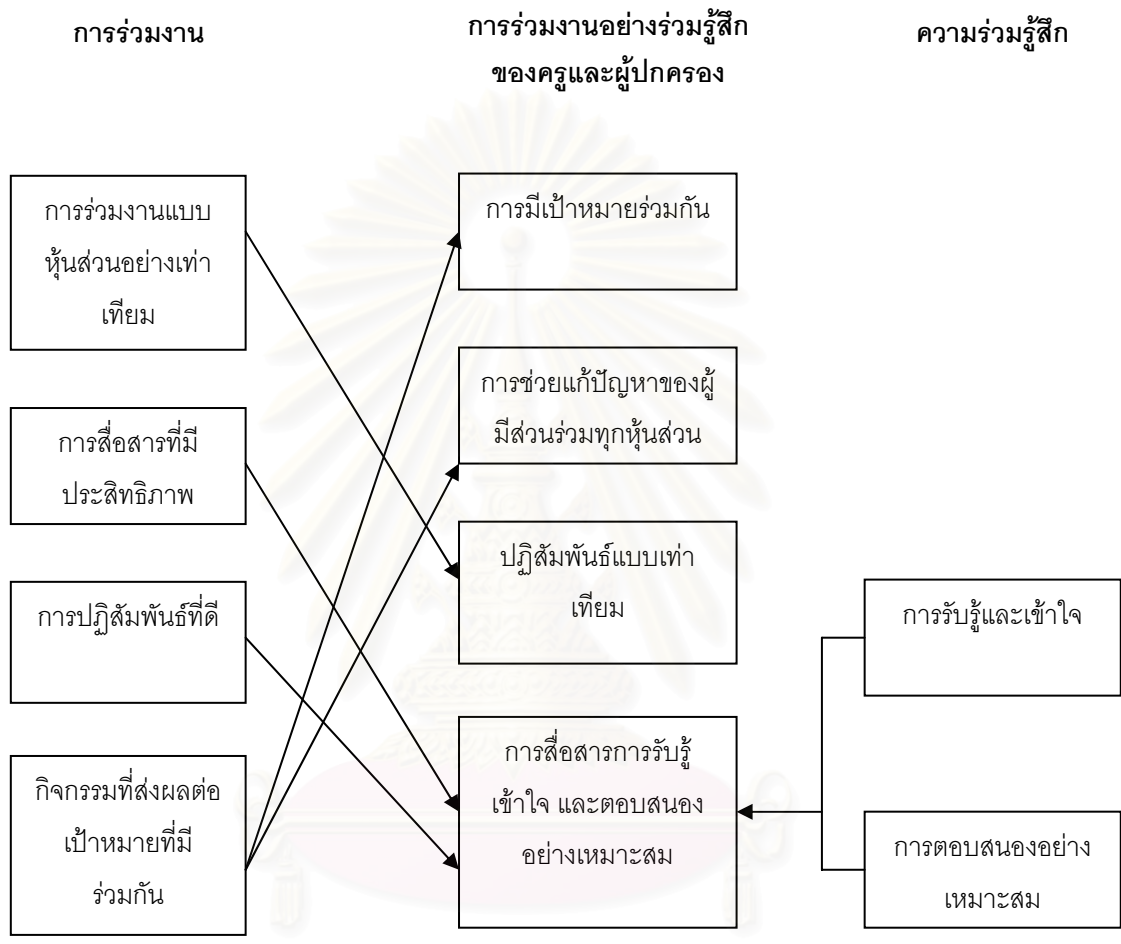 การร่วมงาน
การร่วมงานอย่างร่วมรู้สึก
ของครูและผู้ปกครอง
ความร่วมรู้สึก
การร่วมงานแบบ
หุ้นส่วนอย่างเท่า
เทียม
การสื่อสารที่มี
ประสิทธิภาพ
การปฏิสัมพันธ์ที่ดี
กิจกรรมที่ส่งผลต่อ
เป้าหมายที่มี
ร่วมกัน
การมีเป้าหมายร่วมกัน
การช่วยแก้ปัญหาของผู้
มีส่วนร่วมทุกหุ้นส่วน
ปฏิสัมพันธ์แบบเท่า
เทียม
การสื่อสารการรับรู้
เข้าใจ และตอบสนอง
อย่างเหมาะสม
การรับรู้และเข้าใจ
การตอบสนองอย่าง
เหมาะสม